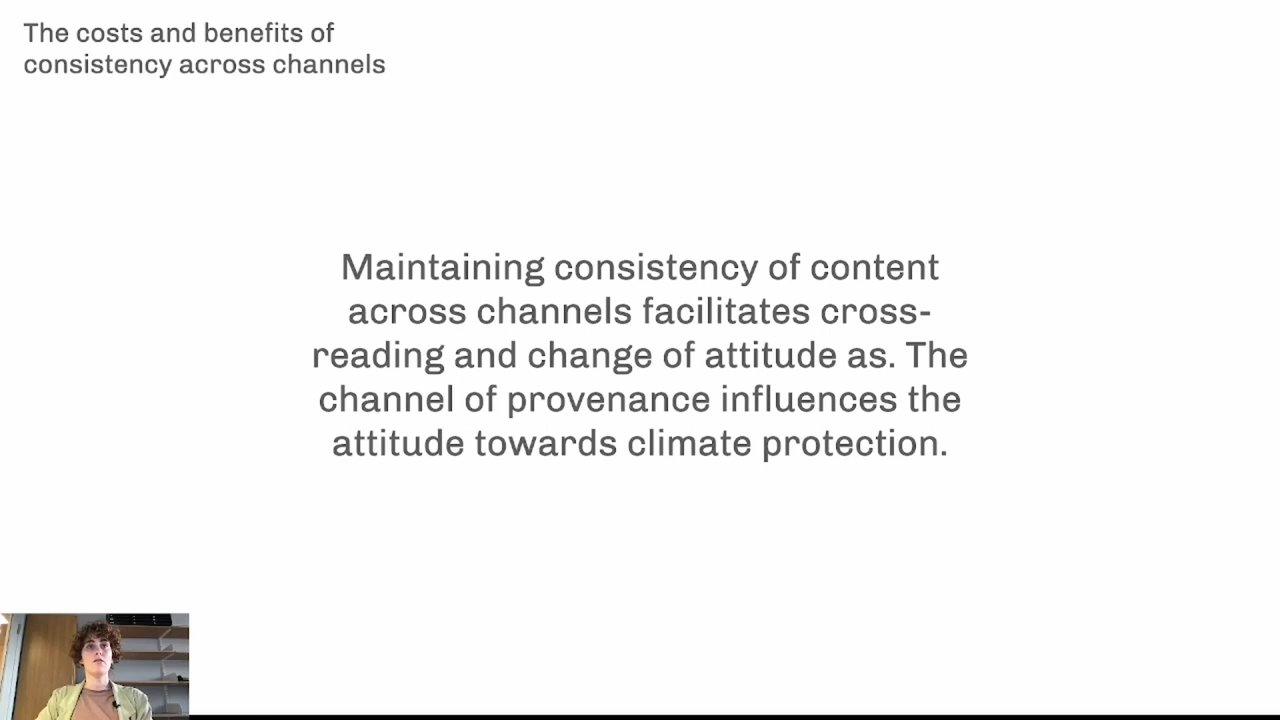 The costs and benefits of
consistency across channels
Maintaining consistency of content
across channels facilitates cross-
reading and change of attitude as. The
channel of provenance influences the
attitude towards climate protection.